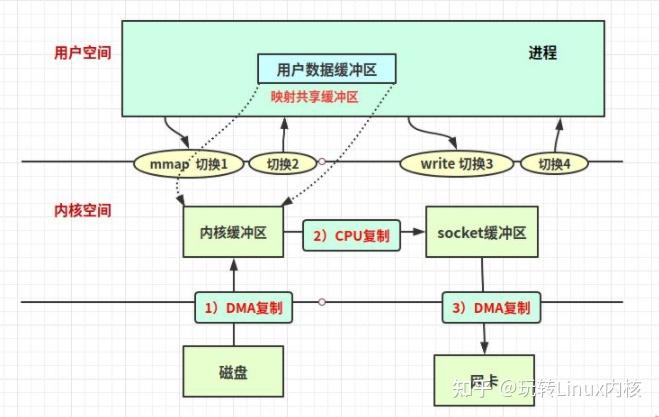 用户空间
进程
用户数据缓冲区
映射共享缓冲区
mmap 切换1
切换2
write 切换3
切换4
内核空间
内核缓冲区
2）CPU复制
socket缓冲区
1）DMA复制
3）DMA复制
磁盘
网卡
知乎 @玩转Linux内核